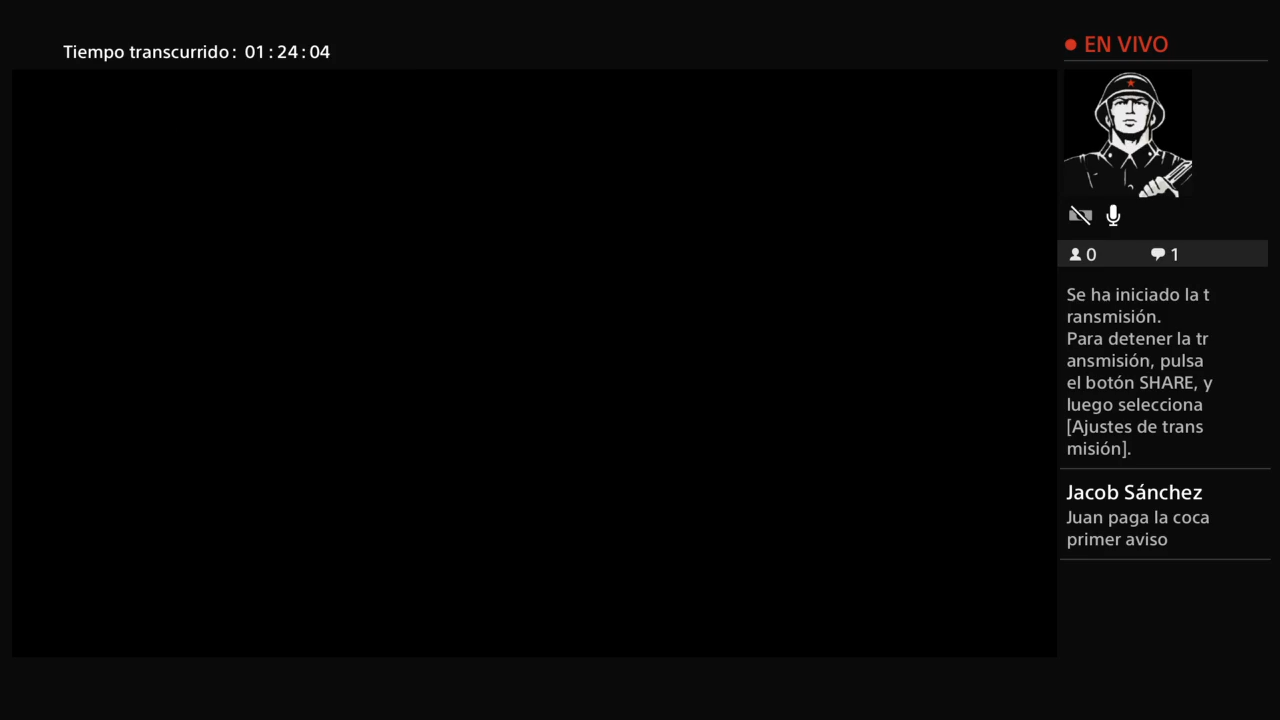 Tiempo transcurrido: 01:24:04
EN VIVO
0
1
Se ha iniciado la t
ransmisión.
Para detener la tr
ansmisión, pulsa
el botón SHARE, y
luego selecciona
[Ajustes de trans
misión].
Jacob Sánchez
Juan paga la coca
primer aviso